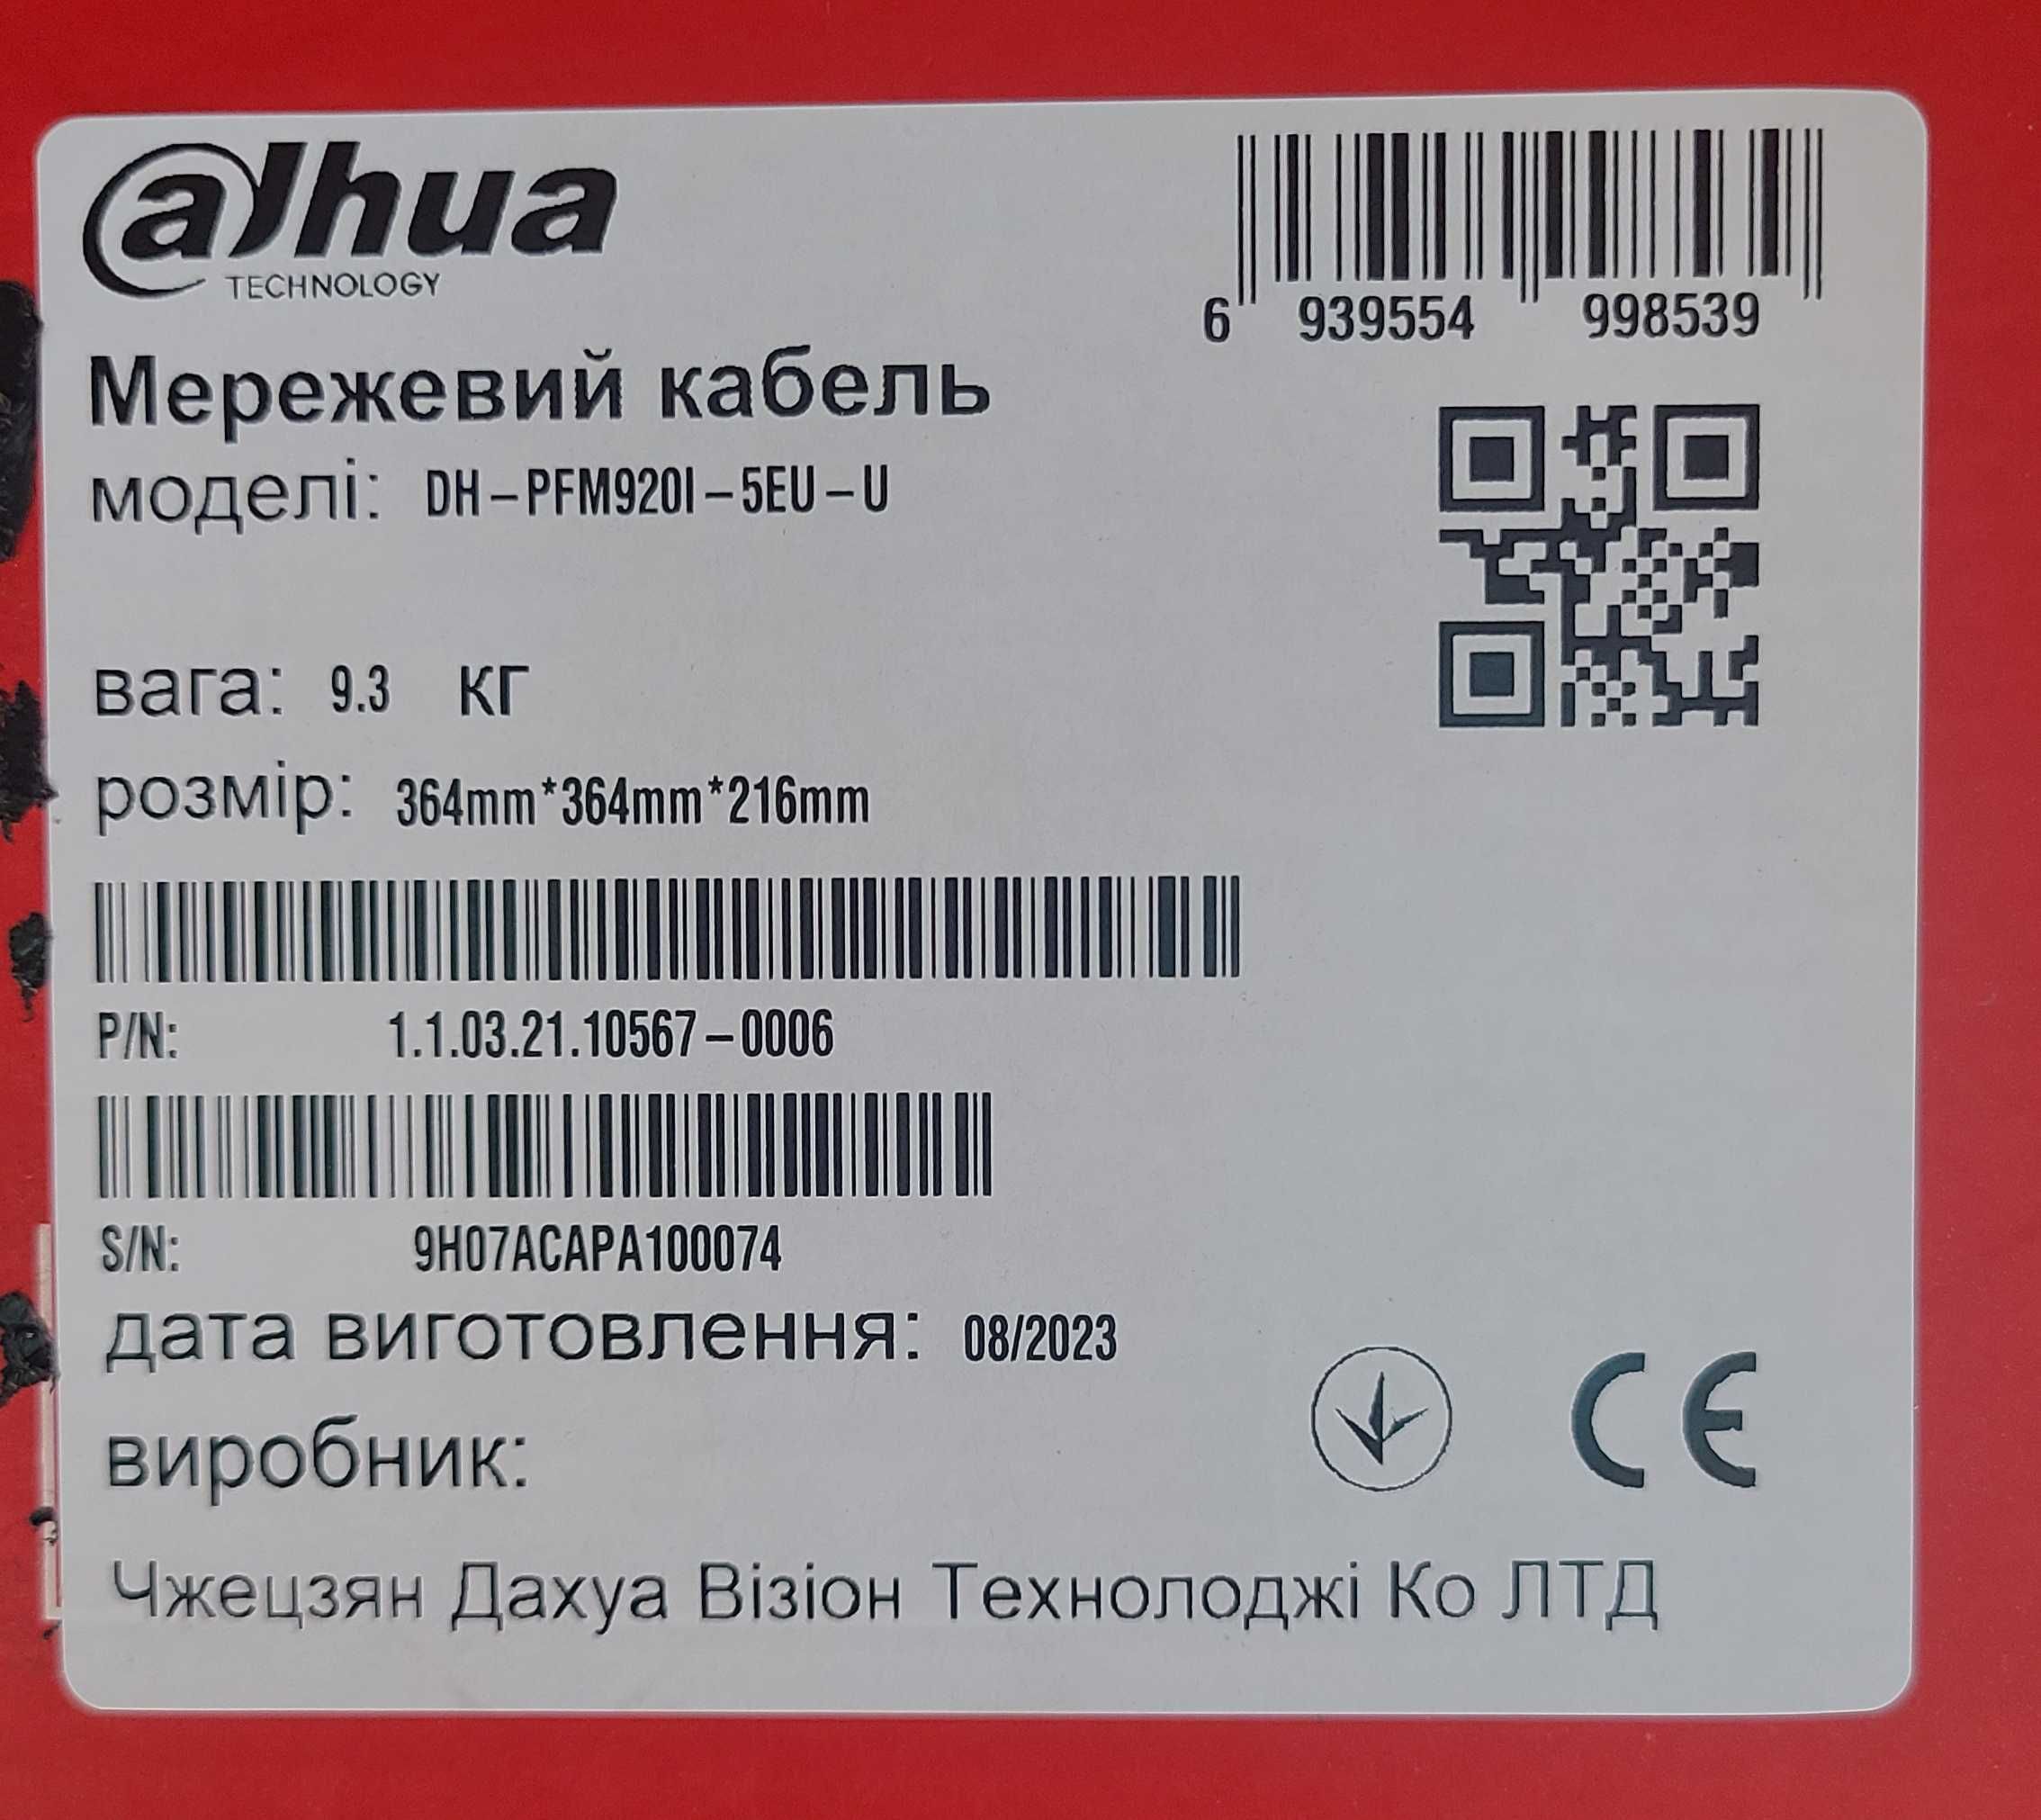 alhua
TECHNOLOGY
6 939554 998539
Мережевий кабель
моделі: DH-PFM920I-5EU-U
вага: 9.3 КГ
розмір: 364mm*364mm*216mm
P/N: 1.1.03.21.10567-0006
S/N: 9H07ACAPA100074
дата виготовлення: 08/2023
виробник:
CE
Чжецзян Дахуа Візіон Технолоджі Ко ЛТД